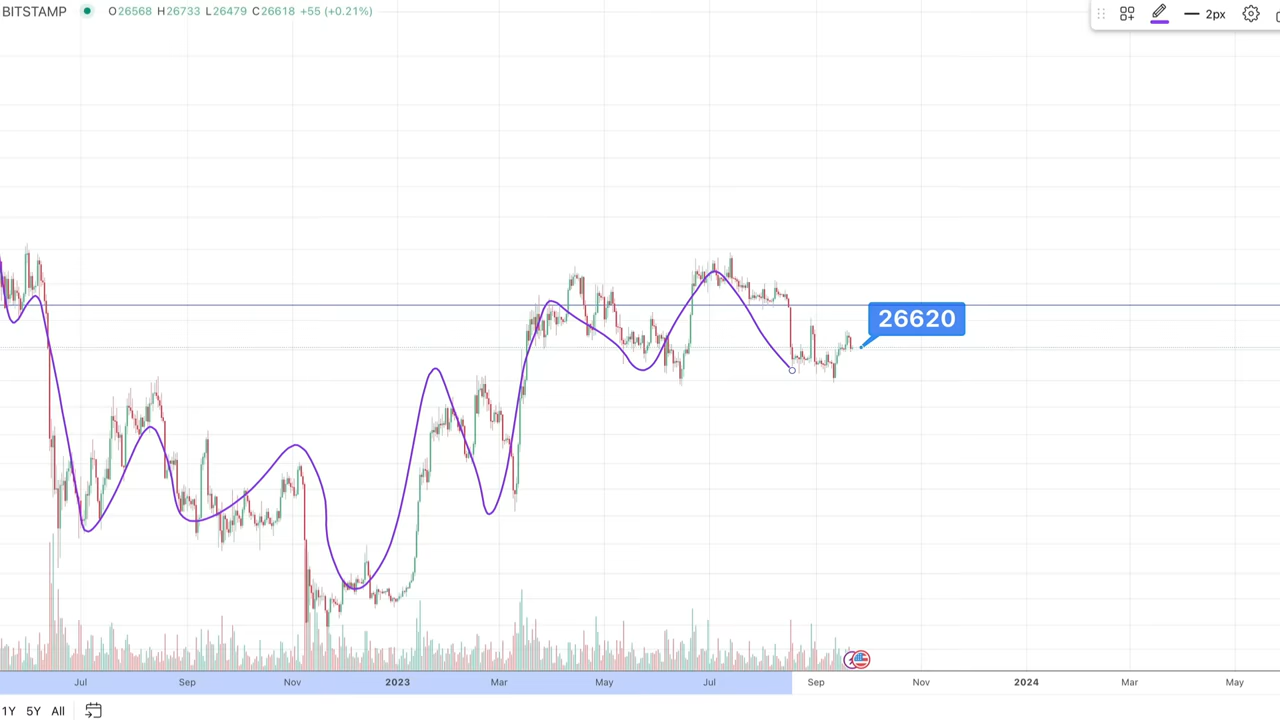 BITSTAMP O26568 H26733 L26479 C26618 +55 (+0.21%)
2px
26620
Jul Sep Nov 2023 Mar May Jul Sep Nov 2024 Mar May
1Y 5Y All